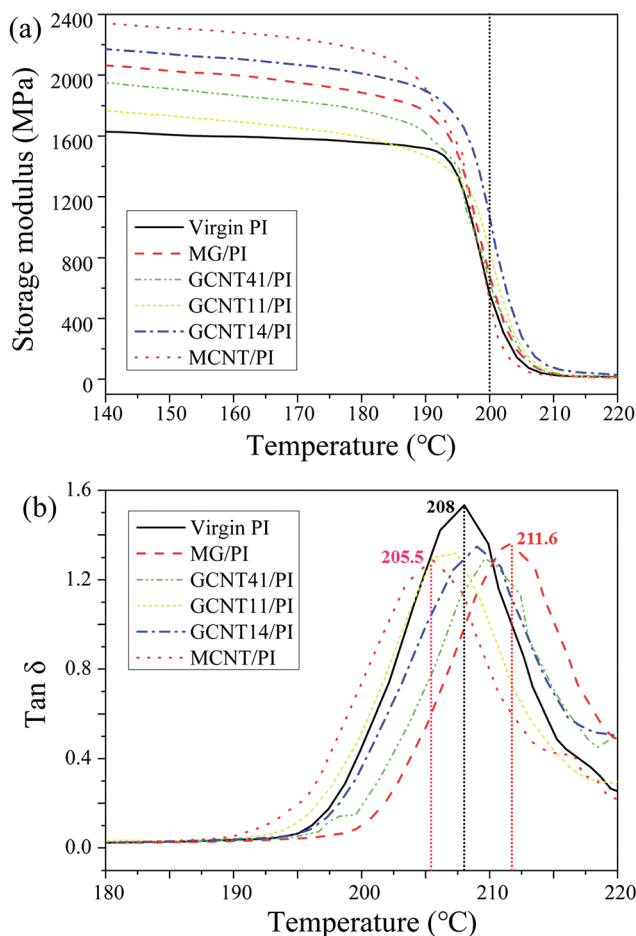 (a)
2400
2000
1600
1200
800
400
0
Storage modulus (MPa)
Virgin PI
MG/PI
GCNT41/PI
GCNT11/PI
GCNT14/PI
MCNT/PI
140 150 160 170 180 190 200 210 220
Temperature (°C)
(b)
1.6
1.2
0.8
0.4
0.0
Tan δ
Virgin PI
MG/PI
GCNT41/PI
GCNT11/PI
GCNT14/PI
MCNT/PI
208
205.5
211.6
180 190 200 210 220
Temperature (°C)